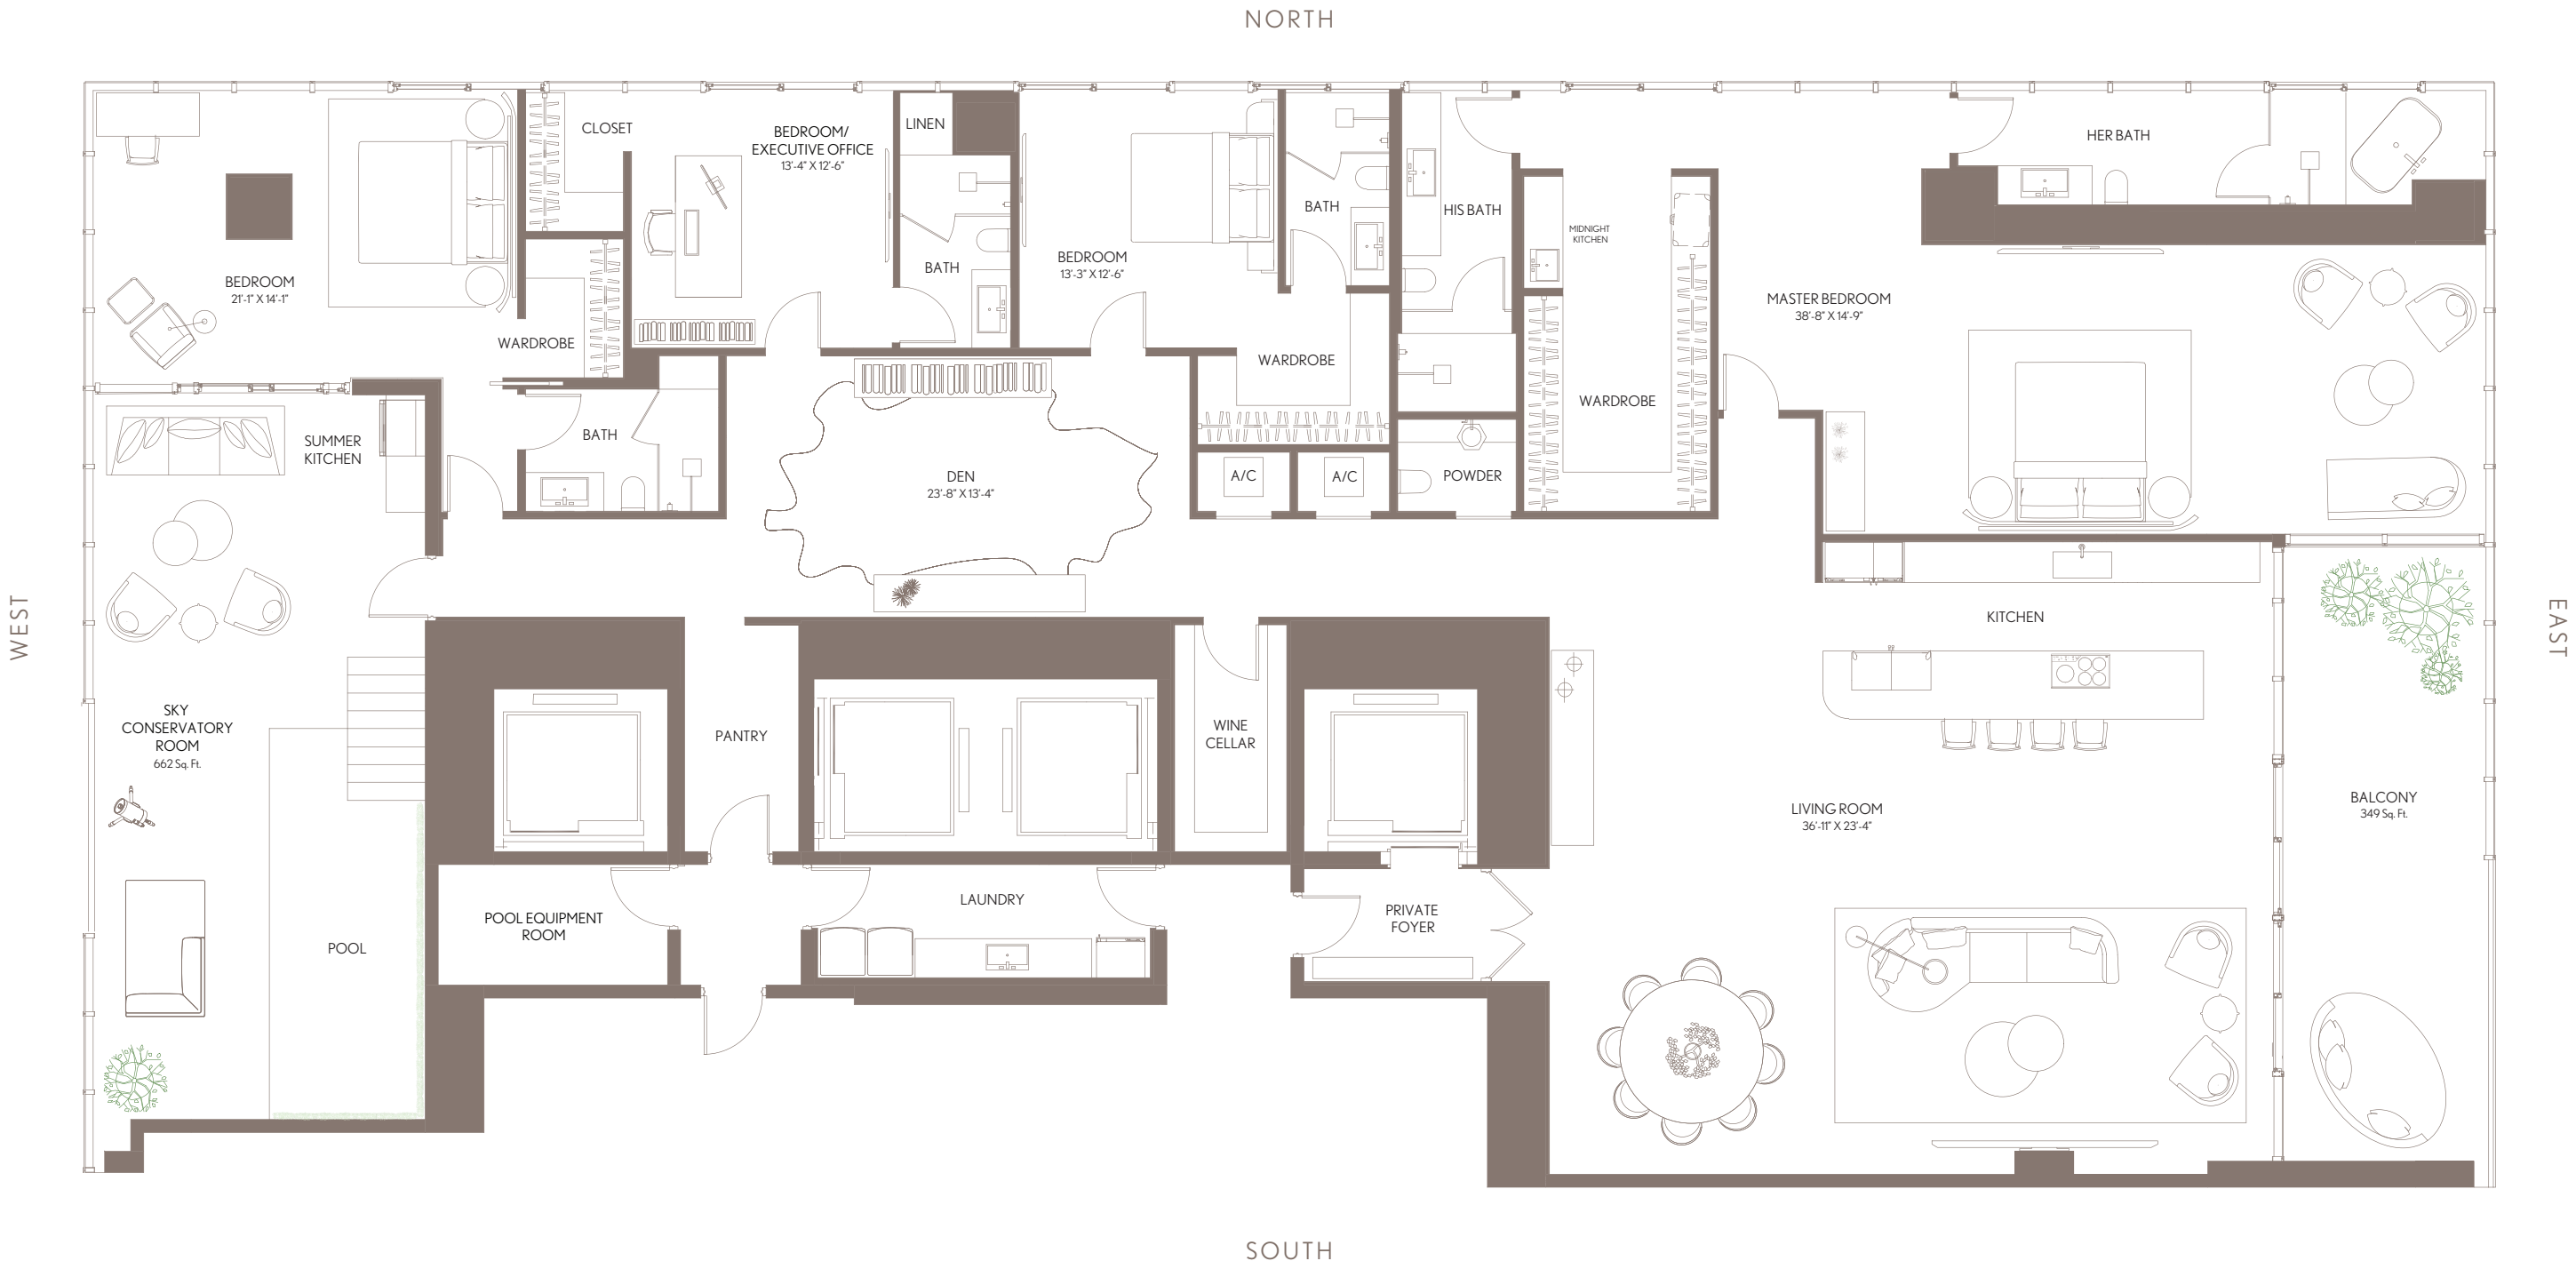 NORTH
CLOSET
BEDROOM/
EXECUTIVE OFFICE
13'-4" X 12'-6"
LINEN
HER BATH
BATH
HIS BATH
MIDNIGHT
KITCHEN
BEDROOM
13'-3" X 12'-6"
BATH
BEDROOM
21'-1" X 14'-1"
MASTER BEDROOM
38'-8" X 14'-9"
WARDROBE
WARDROBE
WARDROBE
SUMMER
KITCHEN
BATH
DEN
23'-8" X 13'-4"
A/C
A/C
POWDER
WEST
EAST
KITCHEN
SKY
CONSERVATORY
ROOM
662 Sq. Ft.
PANTRY
WINE
CELLAR
LIVING ROOM
36'-11" X 23'-4"
BALCONY
349 Sq. Ft.
POOL EQUIPMENT
ROOM
LAUNDRY
PRIVATE
FOYER
POOL
SOUTH